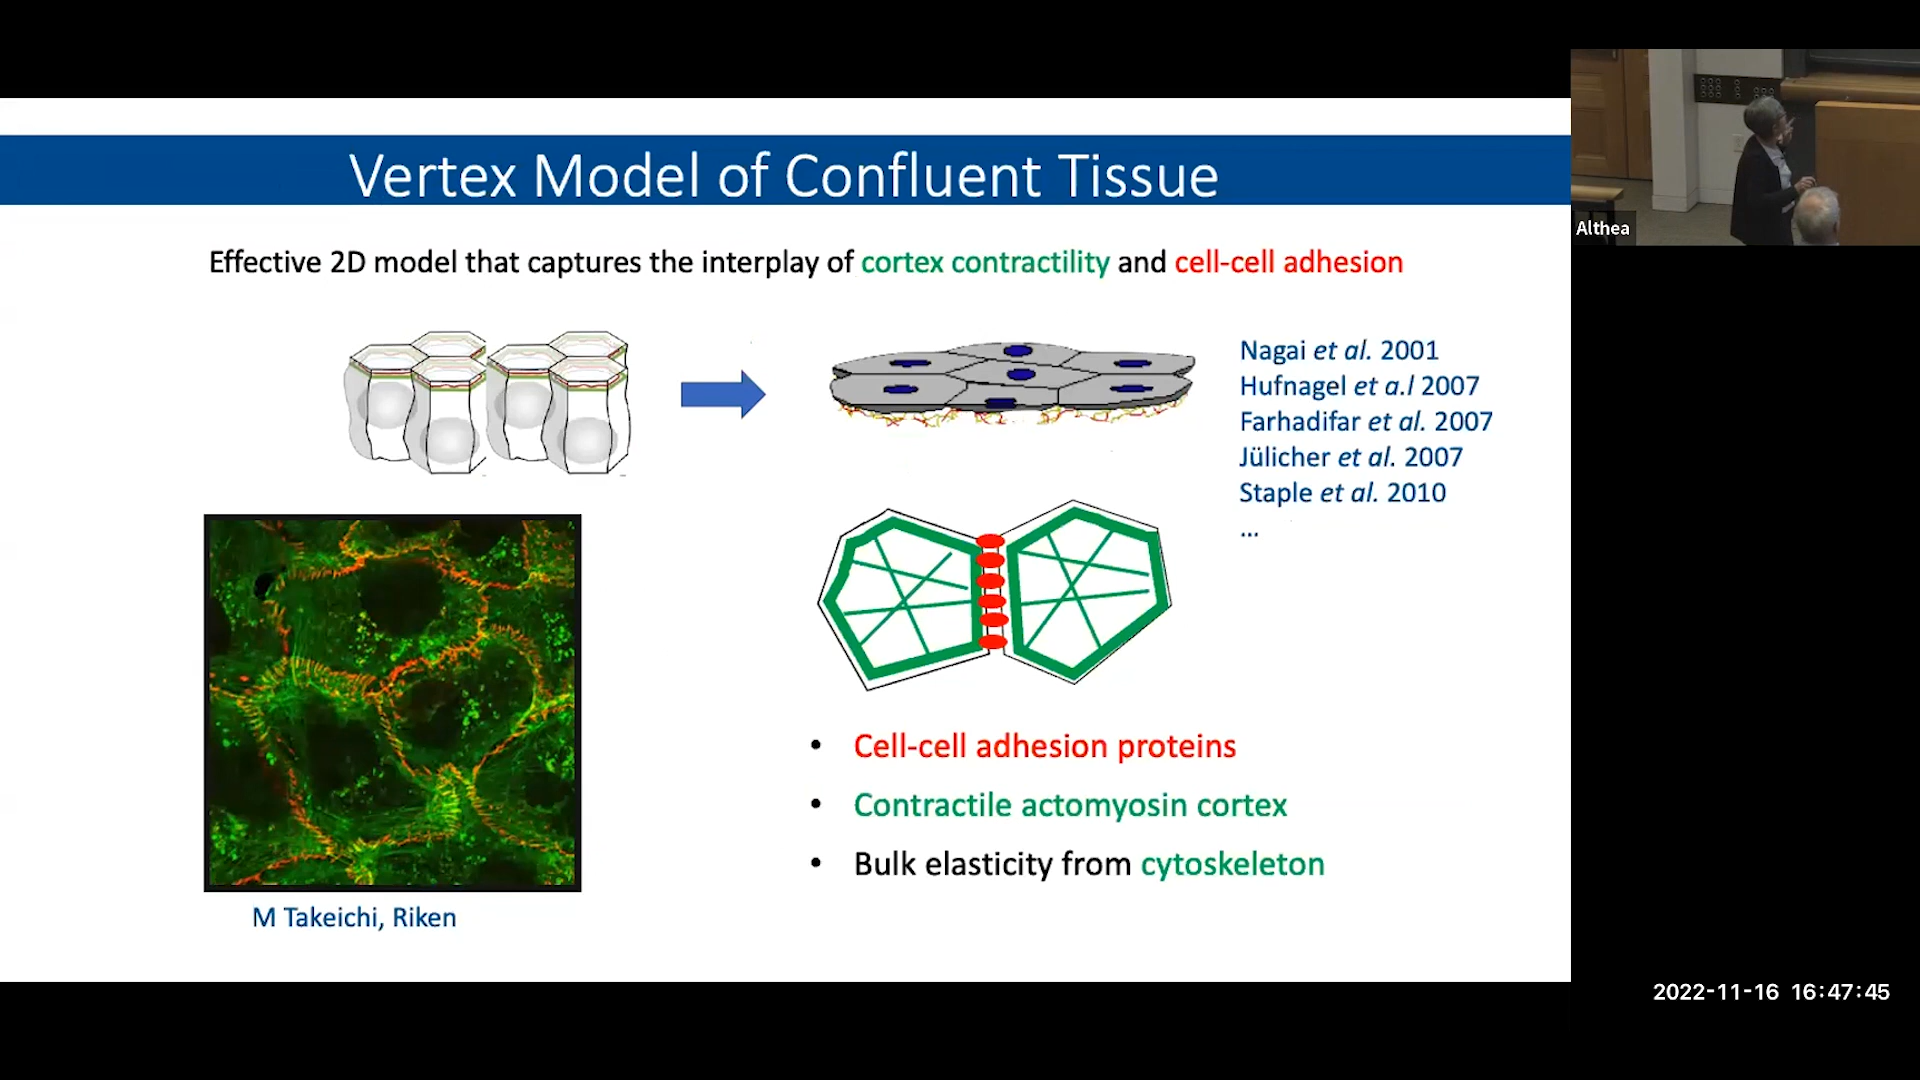 Vertex Model of Confluent Tissue
Effective 2D model that captures the interplay of cortex contractility and cell-cell adhesion
Nagai et al. 2001
Hufnagel et a.l 2007
Farhadifar et al. 2007
Jülicher et al. 2007
Staple et al. 2010
...
• Cell-cell adhesion proteins
• Contractile actomyosin cortex
• Bulk elasticity from cytoskeleton
M Takeichi, Riken
Althea
2022-11-16 16:47:45